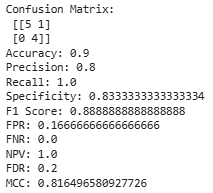 Confusion Matrix:
[[5 1]
[0 4]]
Accuracy: 0.9
Precision: 0.8
Recall: 1.0
Specificity: 0.8333333333333334
F1 Score: 0.8888888888888888
FPR: 0.16666666666666666
FNR: 0.0
NPV: 1.0
FDR: 0.2
MCC: 0.816496580927726